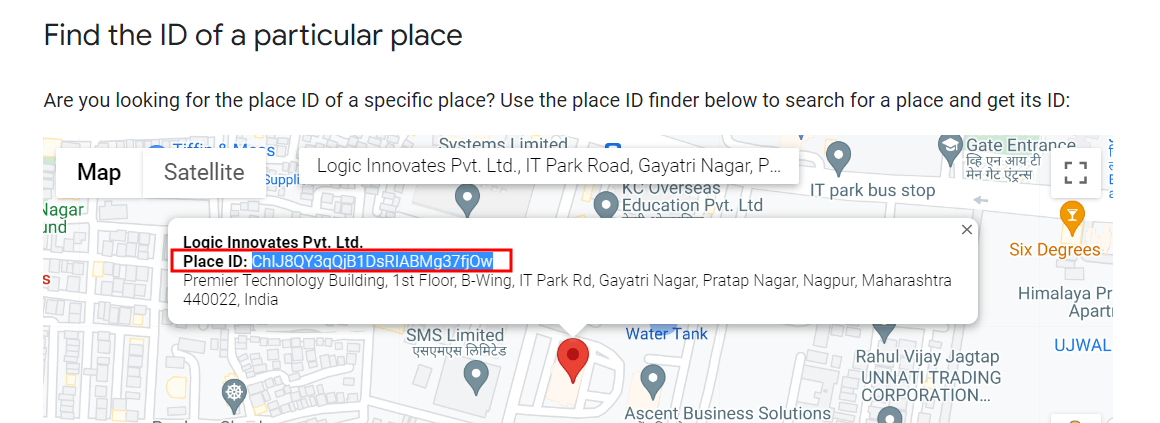 Find the ID of a particular place
Are you looking for the place ID of a specific place? Use the place ID finder below to search for a place and get its ID:
Systems Limited
Map
Satellite
Logic Innovates Pvt. Ltd., IT Park Road, Gayatri Nagar, P...
Gate Entrance
व्हि एन आय टी
मेन गेट एंट्रन्स
IT park bus stop
KC Overseas
Education Pvt. Ltd
Nagar
und
Logic Innovates Pvt. Ltd.
Place ID: ChIJ8QY3qQjB1DsRIABMg37fjOw
Premier Technology Building, 1st Floor, B-Wing, IT Park Rd, Gayatri Nagar, Pratap Nagar, Nagpur, Maharashtra
440022, India
Six Degrees
Himalaya Pr
Apartr
SMS Limited
एसएमएस लिमिटेड
Water Tank
UJWAL
Rahul Vijay Jagtap
UNNATI TRADING
CORPORATION...
Ascent Business Solutions